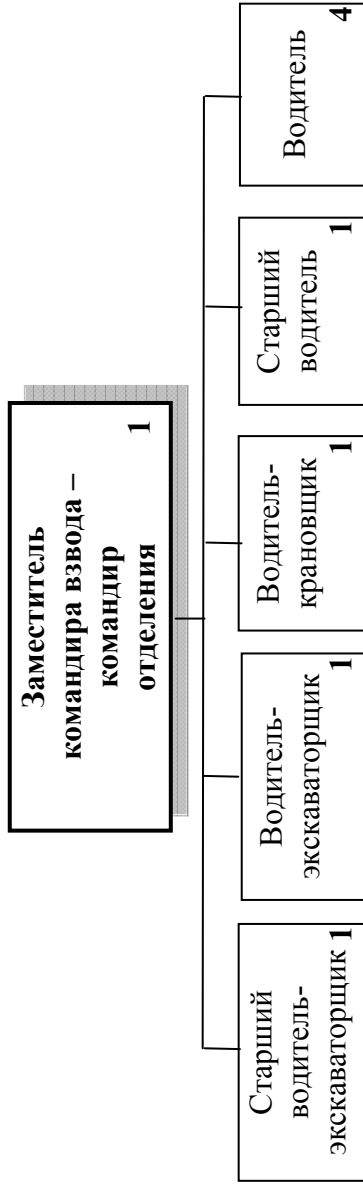 Заместитель
командира взвода –
командир
отделения
1
Старший
водитель-
экскаваторщик
1
Водитель-
экскаваторщик
1
Водитель-
крановщик
1
Старший
водитель
1
Водитель
4